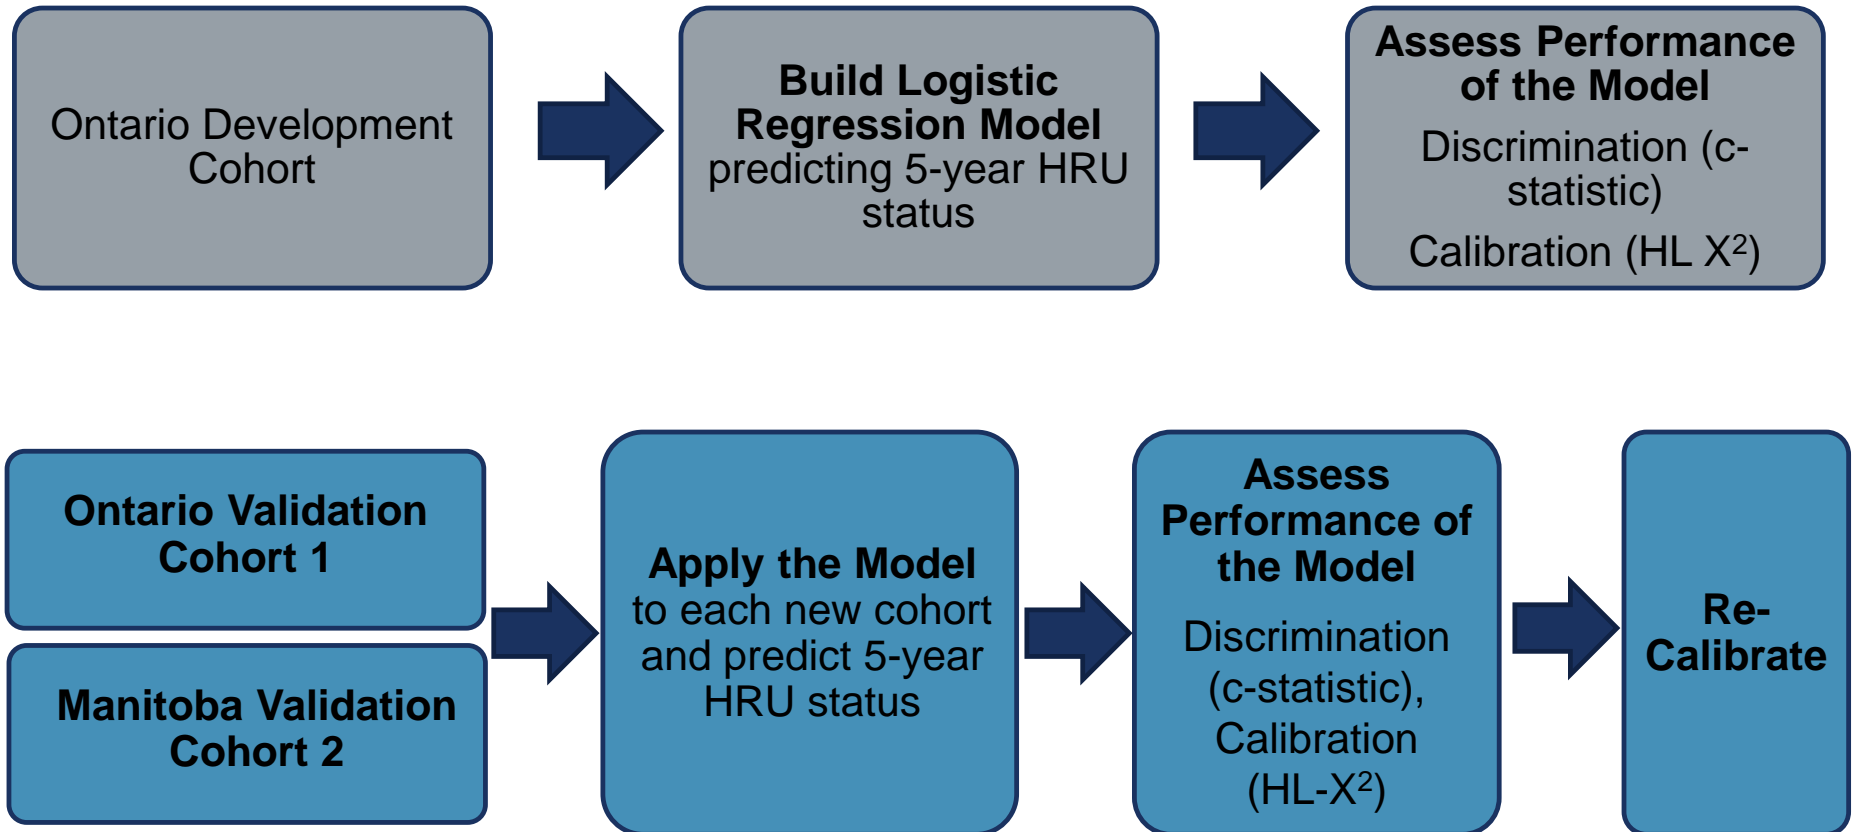 Ontario Development
Cohort
Build Logistic
Regression Model
predicting 5-year HRU
status
Assess Performance
of the Model
Discrimination (c-
statistic)
Calibration (HL X²)
Ontario Validation
Cohort 1
Manitoba Validation
Cohort 2
Apply the Model
to each new cohort
and predict 5-year
HRU status
Assess
Performance of
the Model
Discrimination
(c-statistic),
Calibration
(HL-X²)
Re-
Calibrate